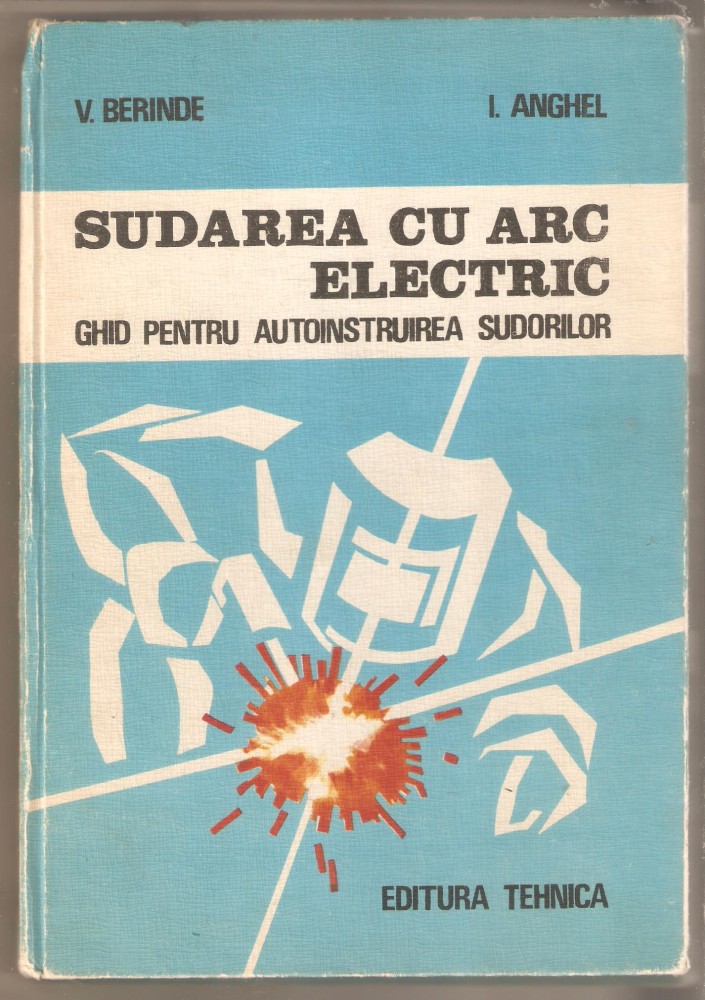 V. BERINDE
I. ANGHEL
SUDAREA CU ARC
ELECTRIC
GHID PENTRU AUTOINSTRUIREA SUDORILOR
EDITURA TEHNICA